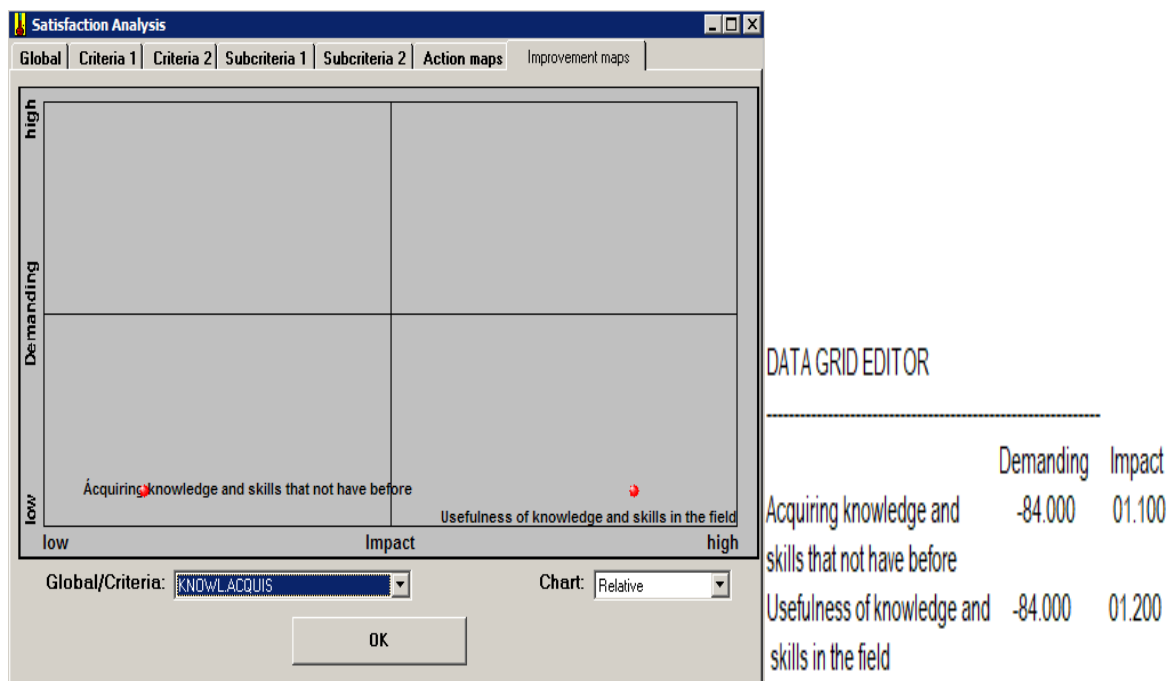 Satisfaction Analysis
Global Criteria 1 Criteria 2 Subcriteria 1 Subcriteria 2 Action maps Improvement maps
high
Demanding
low
Ácquiring knowledge and skills that not have before
Usefulness of knowledge and skills in the field
low Impact high
Global/Criteria: KNOWL.ACQUIS Chart: Relative
OK
DATA GRID EDITOR
----------------------------------------------------------
Demanding Impact
Acquiring knowledge and -84.000 01.100
skills that not have before
Usefulness of knowledge and -84.000 01.200
skills in the field